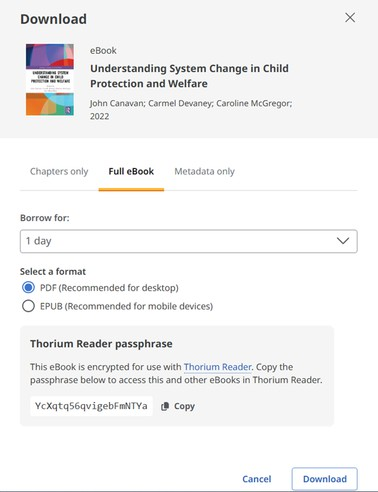 Download
eBook
Understanding System Change in Child
Protection and Welfare
John Canavan; Carmel Devaney; Caroline McGregor;
2022
UNDERSTANDING SYSTEM
CHANGE IN CHILD
PROTECTION AND WELFARE
Chapters only
Full eBook
Metadata only
Borrow for:
1 day
Select a format
PDF (Recommended for desktop)
EPUB (Recommended for mobile devices)
Thorium Reader passphrase
This eBook is encrypted for use with Thorium Reader. Copy the
passphrase below to access this and other eBooks in Thorium Reader.
YcXqtq56qvigebFmNTYa
Copy
Cancel
Download